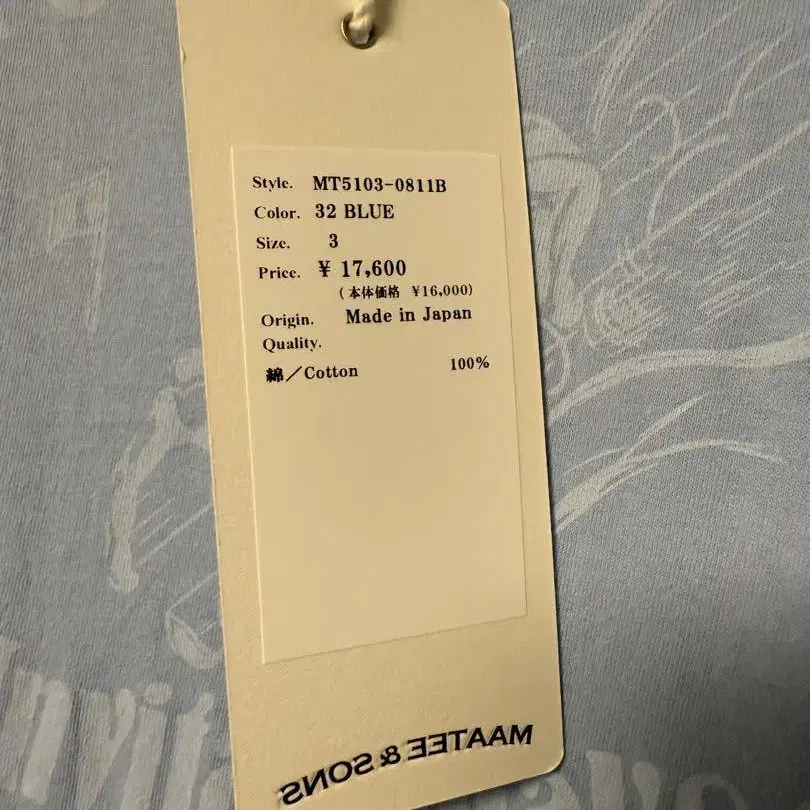 Style. MT5103-0811B
Color. 32 BLUE
Size. 3
Price. ¥ 17,600
(本体価格 ¥16,000)
Origin. Made in Japan
Quality.
綿/Cotton 100%
MAATEE & SONS